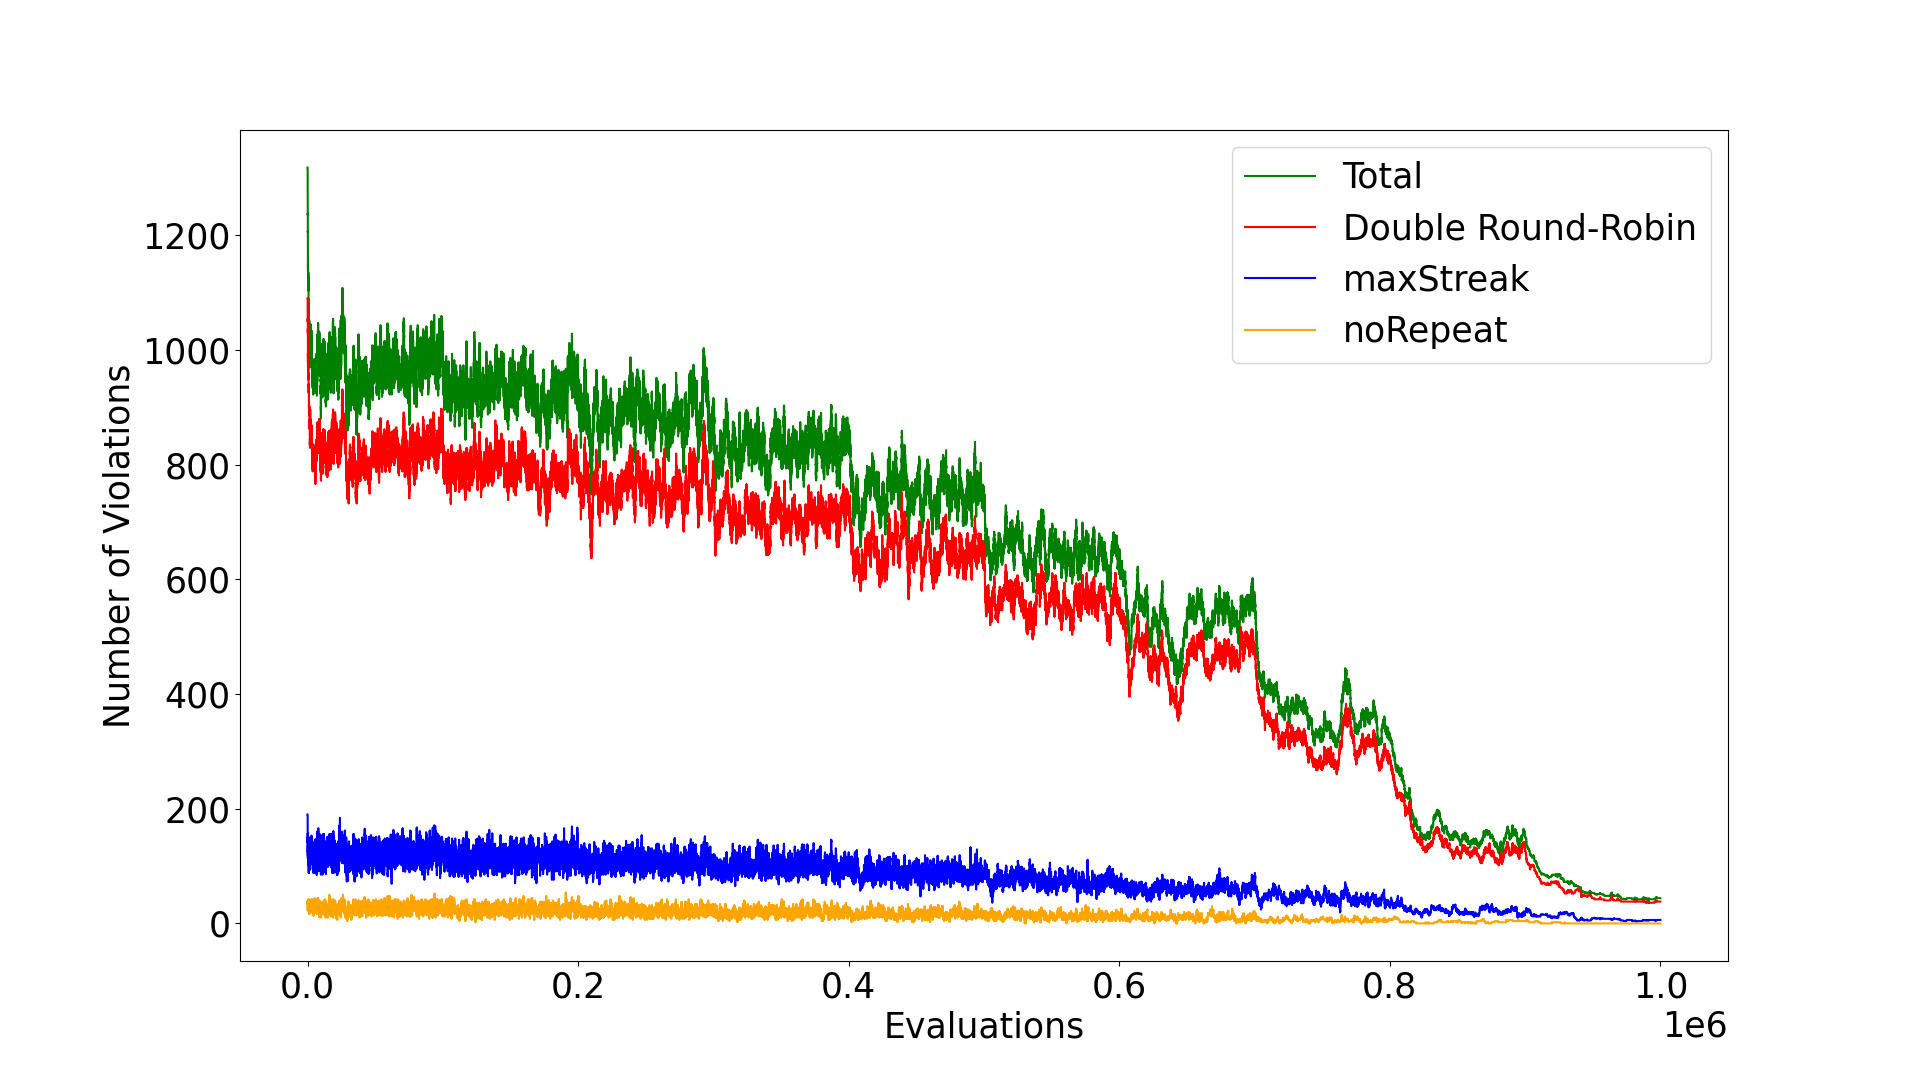 Total
Double Round-Robin
maxStreak
noRepeat
Number of Violations
1200
1000
800
600
400
200
0
0.0 0.2 0.4 0.6 0.8 1.0
Evaluations
1e6